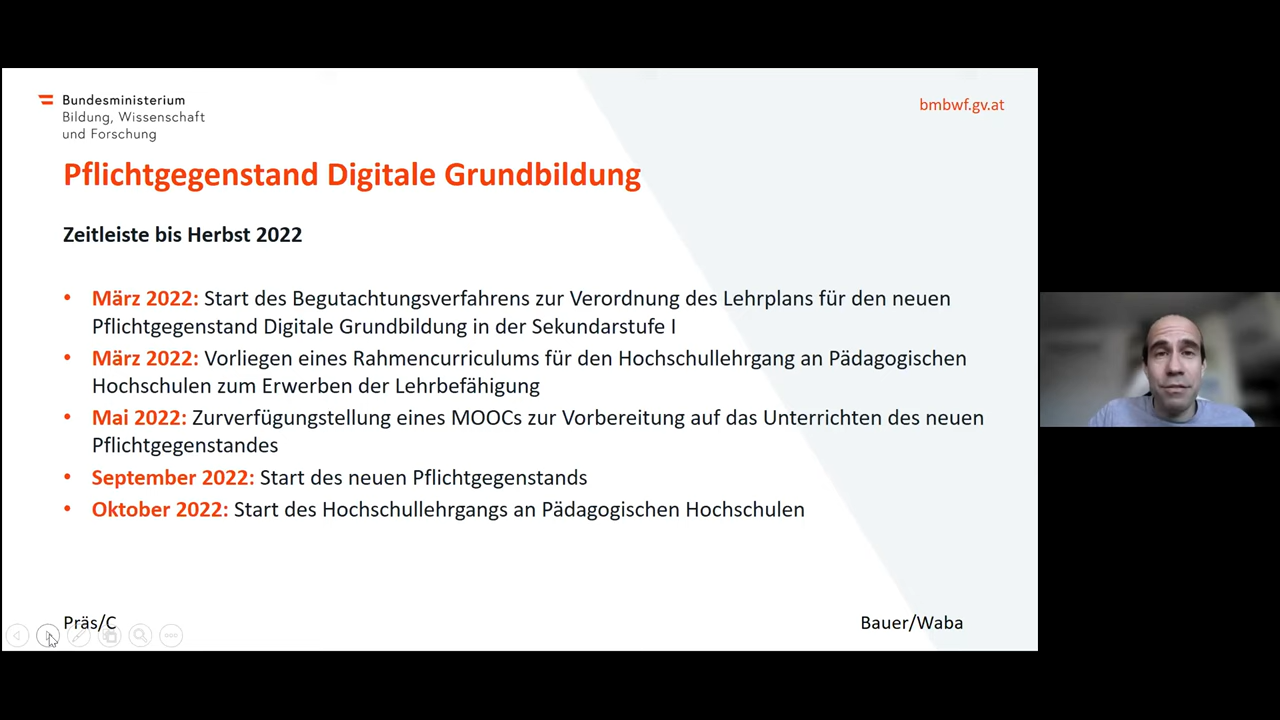 Bundesministerium
Bildung, Wissenschaft
und Forschung
bmbwf.gv.at
Pflichtgegenstand Digitale Grundbildung
Zeitleiste bis Herbst 2022
• März 2022: Start des Begutachtungsverfahrens zur Verordnung des Lehrplans für den neuen
Pflichtgegenstand Digitale Grundbildung in der Sekundarstufe I
• März 2022: Vorliegen eines Rahmencurriculums für den Hochschullehrgang an Pädagogischen
Hochschulen zum Erwerben der Lehrbefähigung
• Mai 2022: Zurverfügungstellung eines MOOCs zur Vorbereitung auf das Unterrichten des neuen
Pflichtgegenstandes
• September 2022: Start des neuen Pflichtgegenstands
• Oktober 2022: Start des Hochschullehrgangs an Pädagogischen Hochschulen
Präs/C
Bauer/Waba